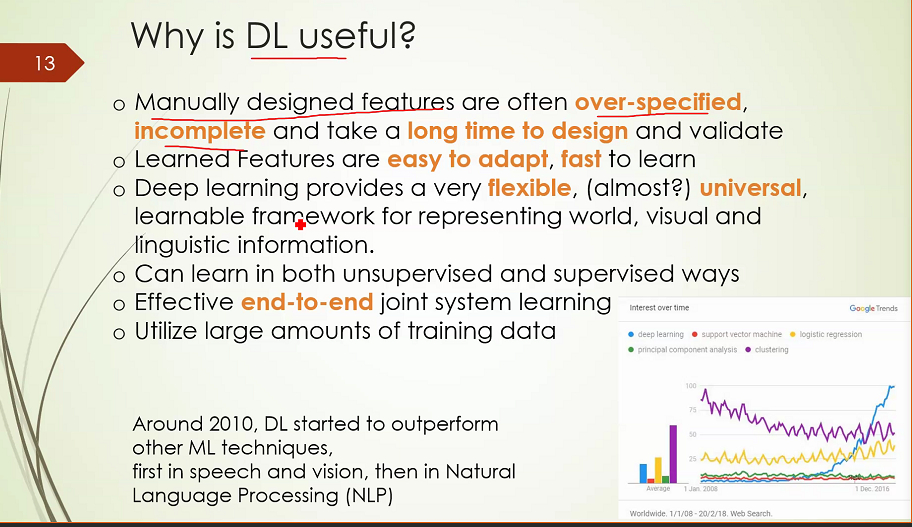 Why is DL useful?
13
o Manually designed features are often over-specified,
incomplete and take a long time to design and validate
o Learned Features are easy to adapt, fast to learn
o Deep learning provides a very flexible, (almost?) universal,
learnable framework for representing world, visual and
linguistic information.
o Can learn in both unsupervised and supervised ways
o Effective end-to-end joint system learning
o Utilize large amounts of training data
Around 2010, DL started to outperform
other ML techniques,
first in speech and vision, then in Natural
Language Processing (NLP)
Interest over time
Google Trends
deep learning support vector machine logistic regression
principal component analysis clustering
100
75
50
25
Average
1 Jan. 2008
1 Dec. 2016
Worldwide. 1/1/08 - 20/2/18. Web Search.